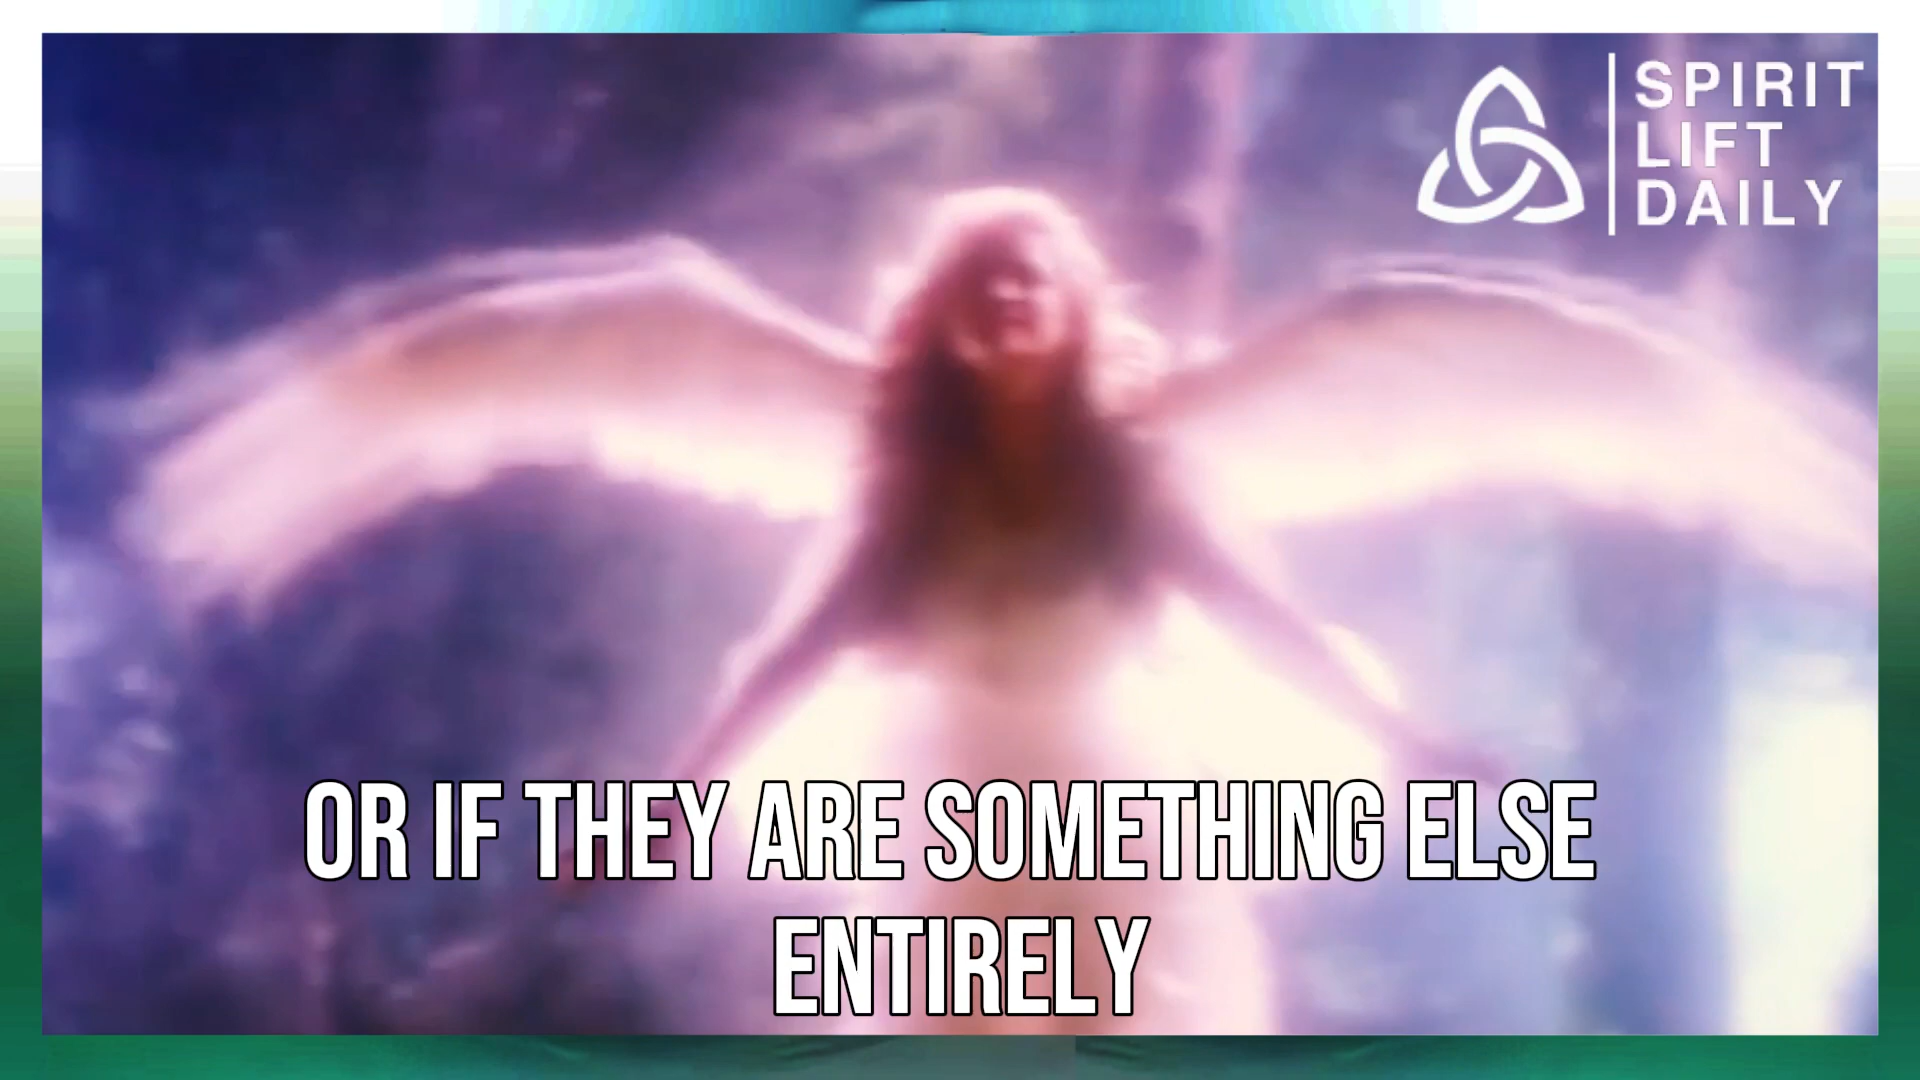 SPIRIT
LIFT
DAILY
OR IF THEY ARE SOMETHING ELSE
ENTIRELY